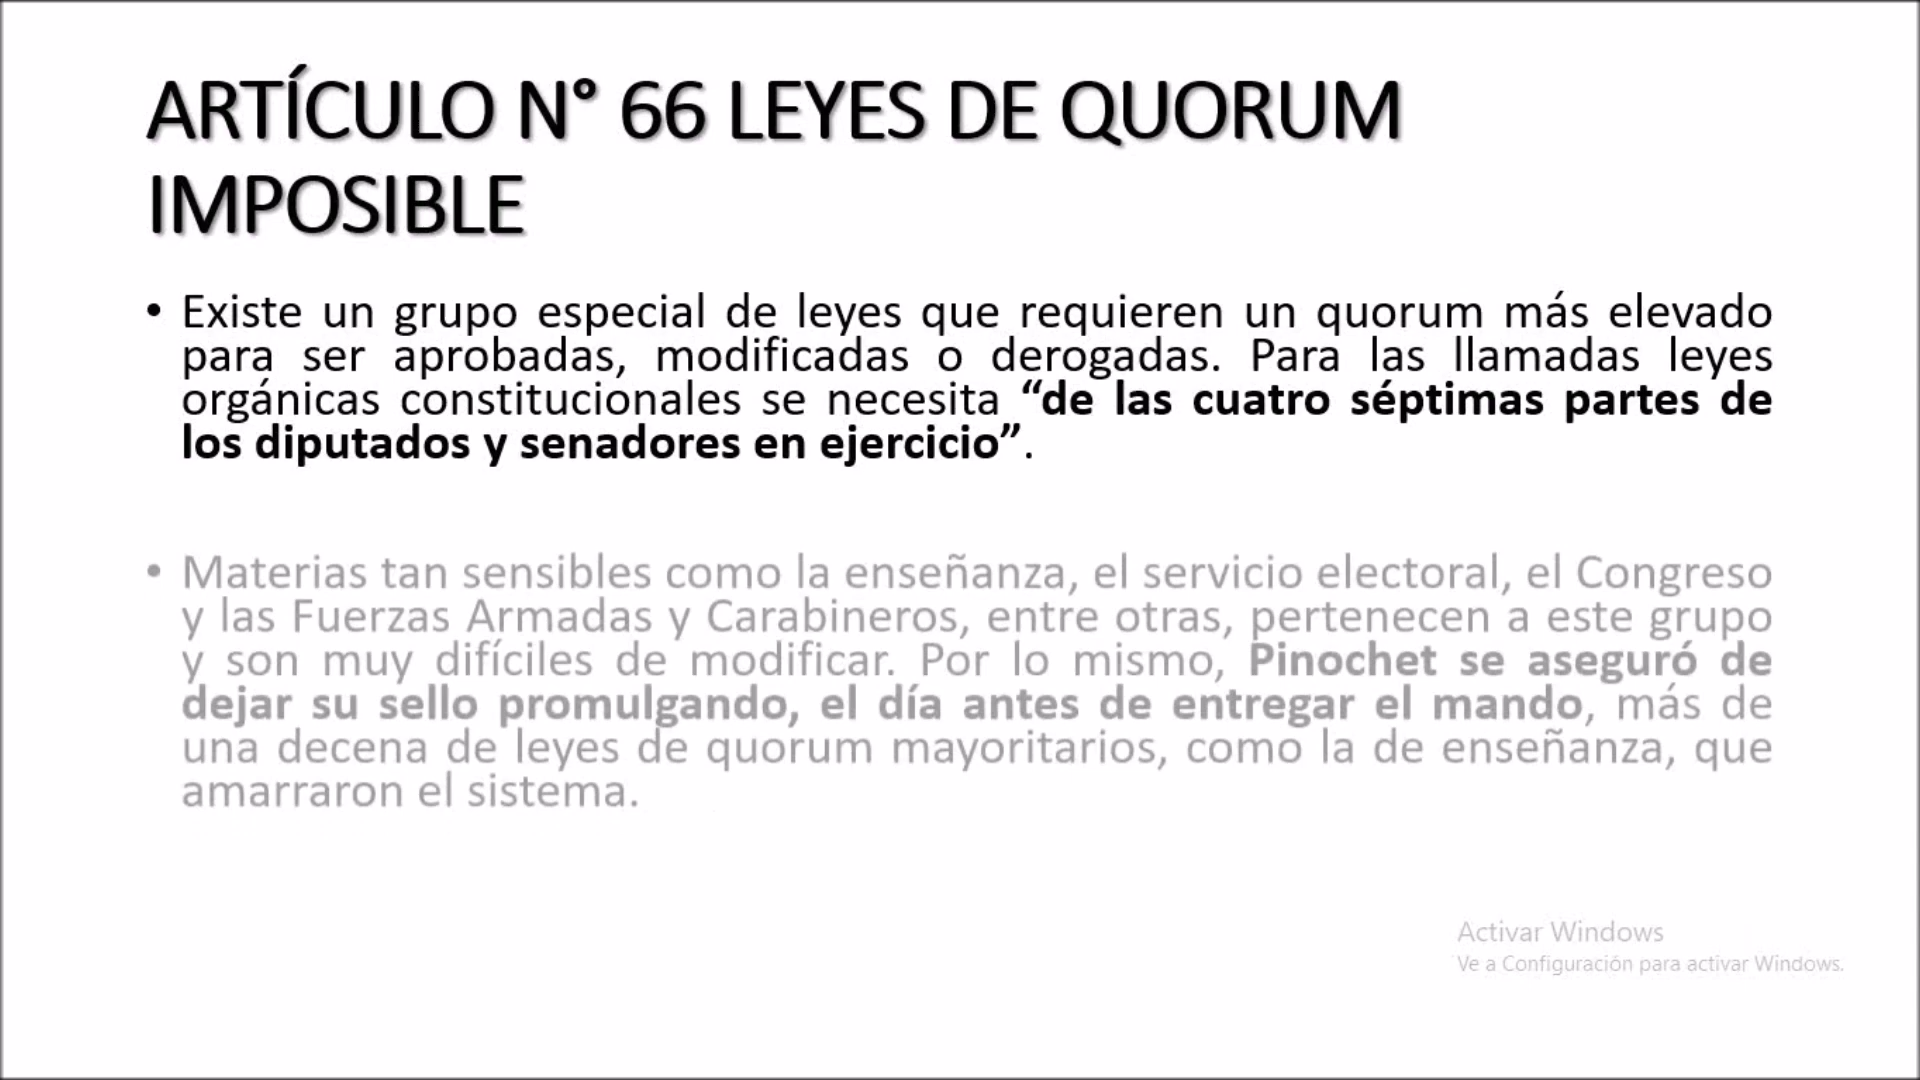 ARTÍCULO N° 66 LEYES DE QUORUM
IMPOSIBLE
• Existe un grupo especial de leyes que requieren un quorum más elevado
para ser aprobadas, modificadas o derogadas. Para las llamadas leyes
orgánicas constitucionales se necesita “de las cuatro séptimas partes de
los diputados y senadores en ejercicio”.
• Materias tan sensibles como la enseñanza, el servicio electoral, el Congreso
y las Fuerzas Armadas y Carabineros, entre otras, pertenecen a este grupo
y son muy difíciles de modificar. Por lo mismo, Pinochet se aseguró de
dejar su sello promulgando, el día antes de entregar el mando, más de
una decena de leyes de quorum mayoritarios, como la de enseñanza, que
amarraron el sistema.
Activar Windows
Ve a Configuración para activar Windows.